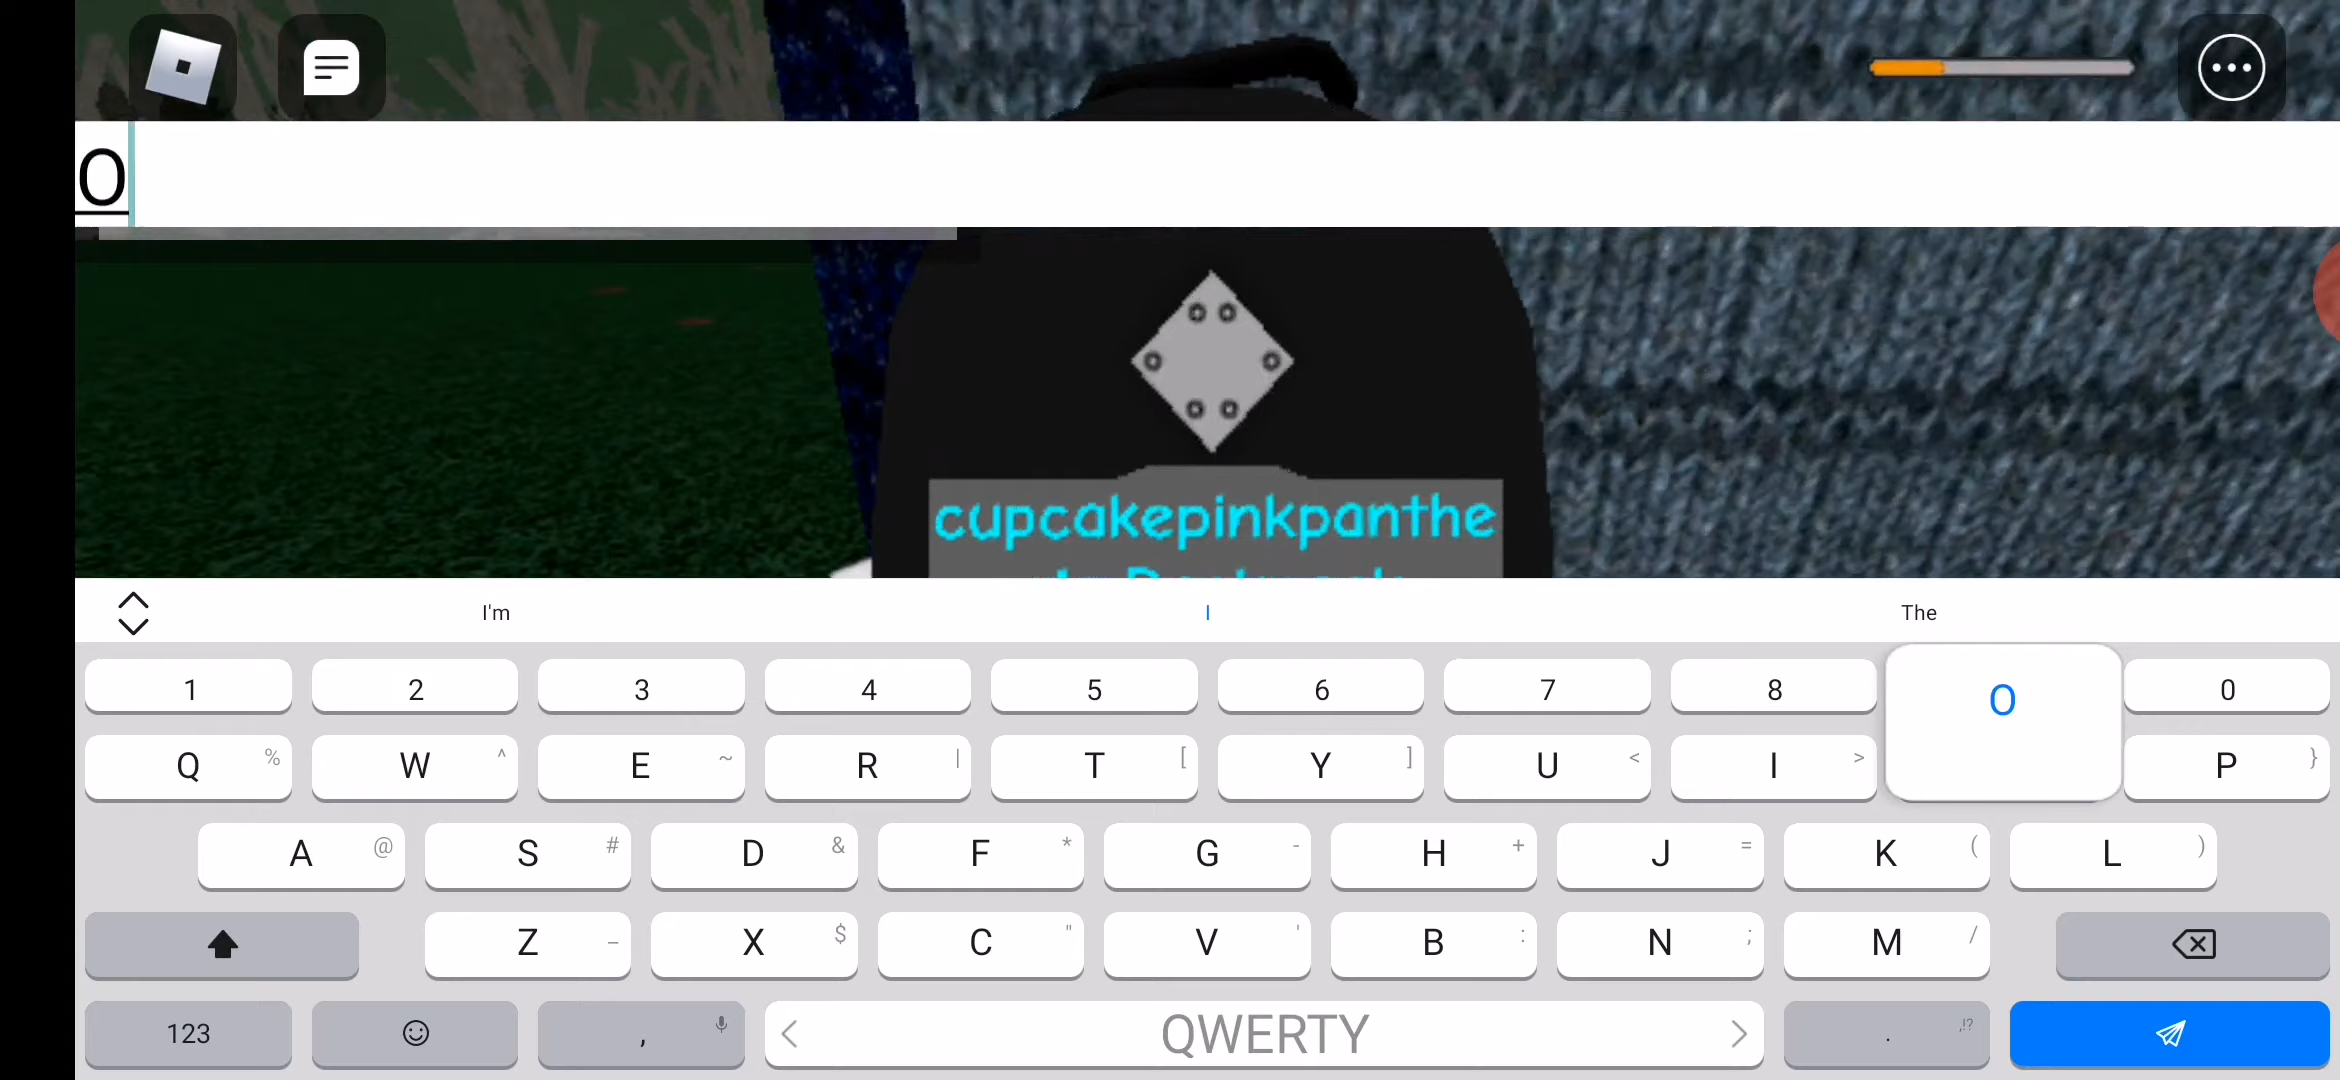 O
cupcakepinkpanthe
I'm I The
1 2 3 4 5 6 7 8 O 0
Q % W ^ E ~ R | T [ Y ] U < I > P }
A @ S # D & F * G - H + J = K ( L )
Z _ X $ C " V ' B : N ; M /
123 , QWERTY . ,!?